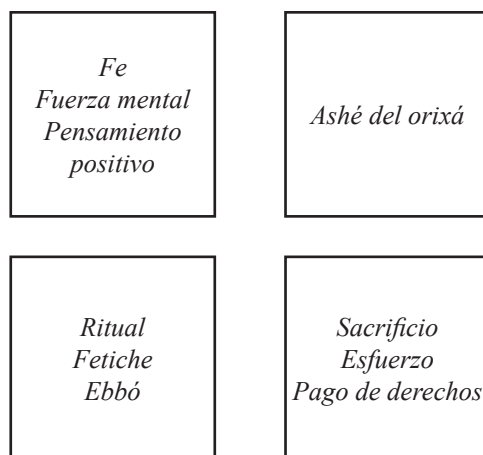 Fe
Fuerza mental
Pensamiento
positivo
Ashé del orixá
Ritual
Fetiche
Ebbó
Sacrificio
Esfuerzo
Pago de derechos